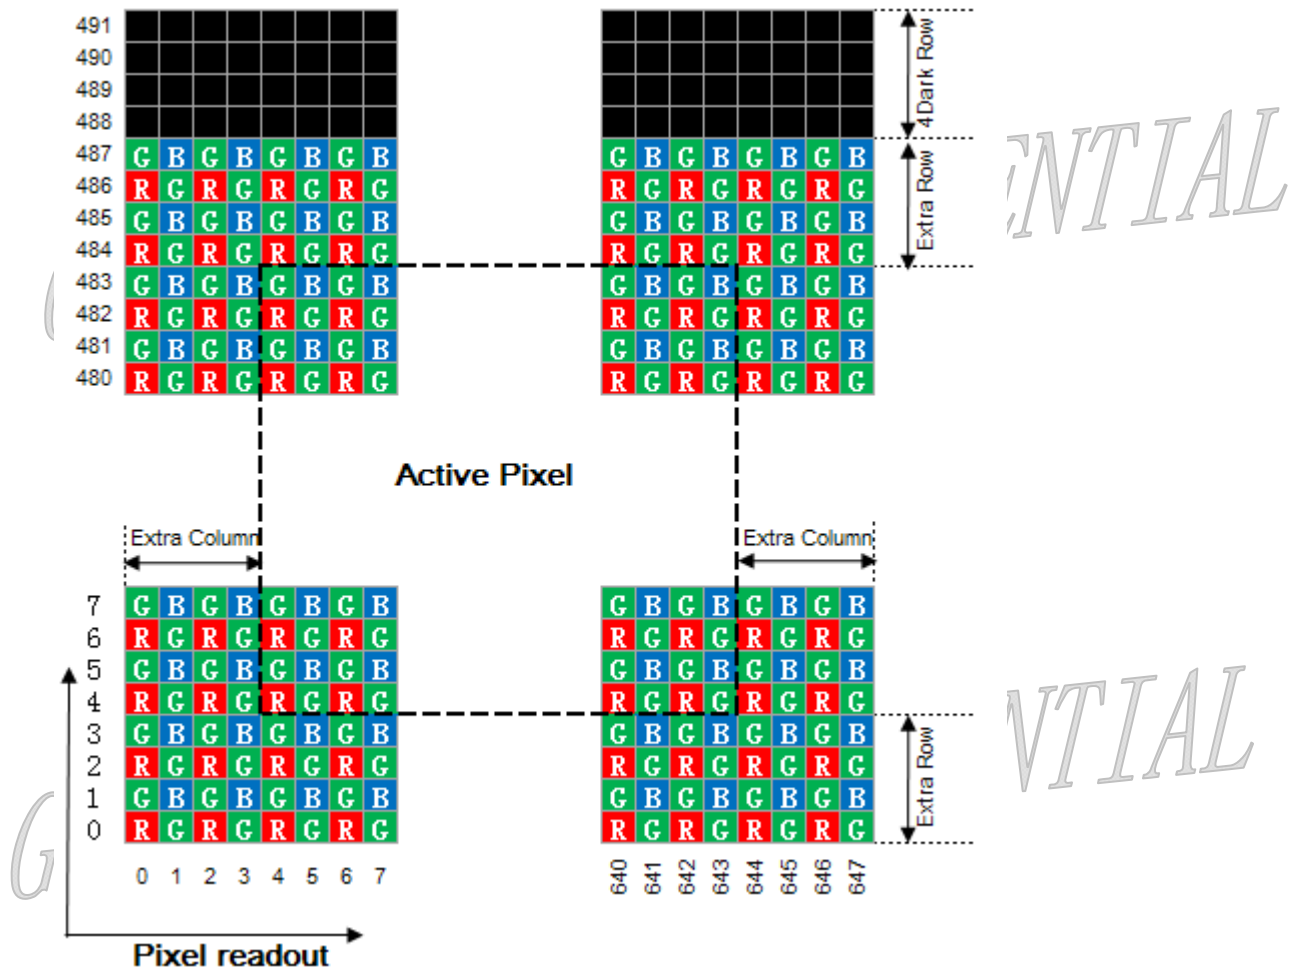 491
490
489
488
4Dark Row
487 G B G B G B G B G B G B G B G B
486 R G R G R G R G R G R G R G R G
485 G B G B G B G B G B G B G B G B
484 R G R G R G R G R G R G R G R G
Extra Row
483 G B G B G B G B G B G B G B G B
482 R G R G R G R G R G R G R G R G
481 G B G B G B G B G B G B G B G B
480 R G R G R G R G R G R G R G R G
ENTIAL
Active Pixel
Extra Column Extra Column
7 G B G B G B G B G B G B G B G B
6 R G R G R G R G R G R G R G R G
5 G B G B G B G B G B G B G B G B
4 R G R G R G R G R G R G R G R G
3 G B G B G B G B G B G B G B G B
2 R G R G R G R G R G R G R G R G
1 G B G B G B G B G B G B G B G B
0 R G R G R G R G R G R G R G R G
Extra Row
NTIAL
G
0 1 2 3 4 5 6 7 640 641 642 643 644 645 646 647
Pixel readout